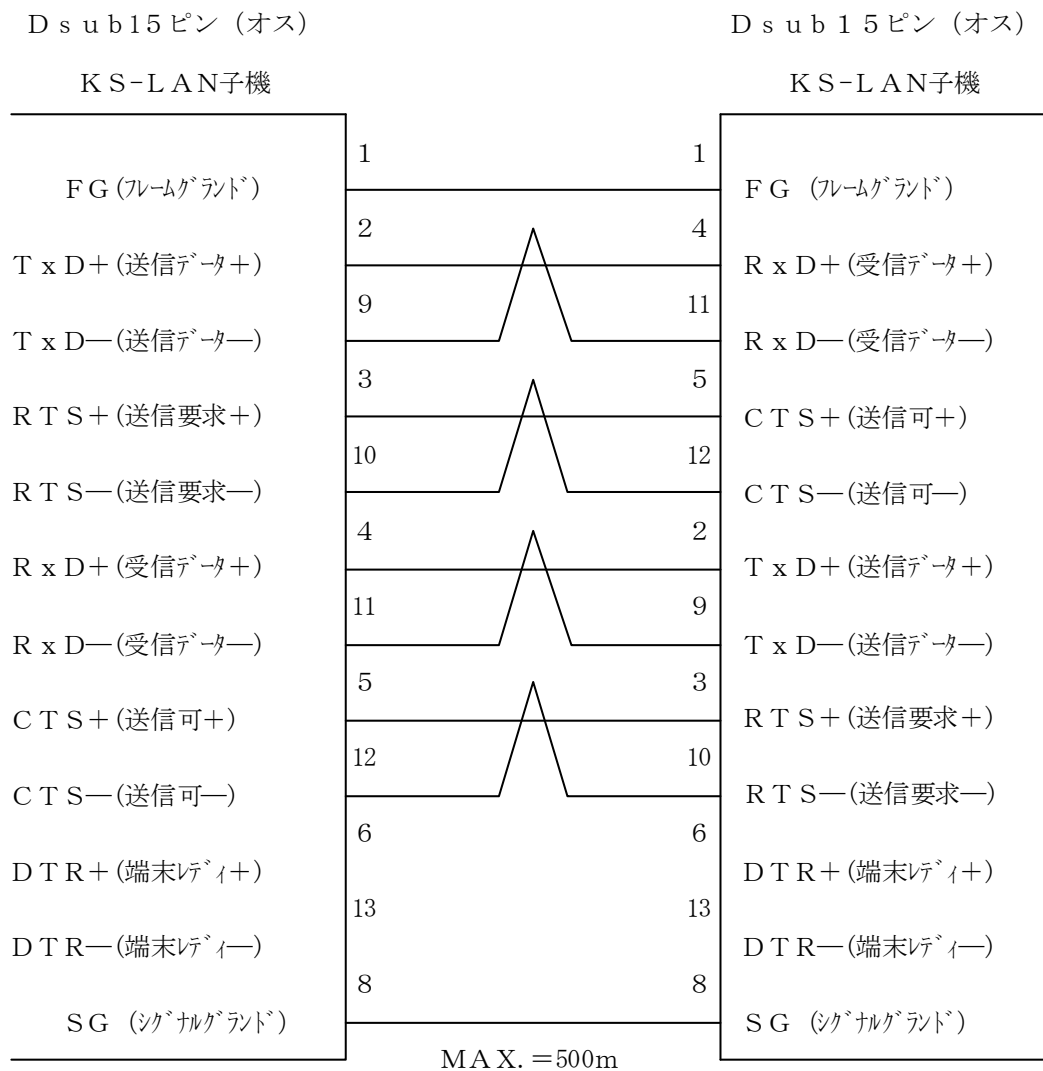 Ｄｓｕｂ15ピン（オス）
Ｄｓｕｂ１５ピン（オス）
ＫＳ-ＬＡＮ子機
ＫＳ-ＬＡＮ子機
1
1
ＦＧ(ﾌﾚｰﾑｸﾞﾗﾝﾄﾞ)
ＦＧ (ﾌﾚｰﾑｸﾞﾗﾝﾄﾞ)
2
4
ＴｘＤ＋(送信ﾃﾞｰﾀ＋)
ＲｘＤ＋(受信ﾃﾞｰﾀ＋)
9
11
ＴｘＤ―(送信ﾃﾞｰﾀ―)
ＲｘＤ―(受信ﾃﾞｰﾀ―)
3
5
ＲＴＳ＋(送信要求＋)
ＣＴＳ＋(送信可＋)
10
12
ＲＴＳ―(送信要求―)
ＣＴＳ―(送信可―)
4
2
ＲｘＤ＋(受信ﾃﾞｰﾀ＋)
ＴｘＤ＋(送信ﾃﾞｰﾀ＋)
11
9
ＲｘＤ―(受信ﾃﾞｰﾀ―)
ＴｘＤ―(送信ﾃﾞｰﾀ―)
5
3
ＣＴＳ＋(送信可＋)
ＲＴＳ＋(送信要求＋)
12
10
ＣＴＳ―(送信可―)
ＲＴＳ―(送信要求―)
6
6
ＤＴＲ＋(端末ﾚﾃﾞｨ＋)
ＤＴＲ＋(端末ﾚﾃﾞｨ＋)
13
13
ＤＴＲ―(端末ﾚﾃﾞｨ―)
ＤＴＲ―(端末ﾚﾃﾞｨ―)
8
8
ＳＧ (ｼｸﾞﾅﾙｸﾞﾗﾝﾄﾞ)
ＳＧ (ｼｸﾞﾅﾙｸﾞﾗﾝﾄﾞ)
ＭＡＸ.＝500m